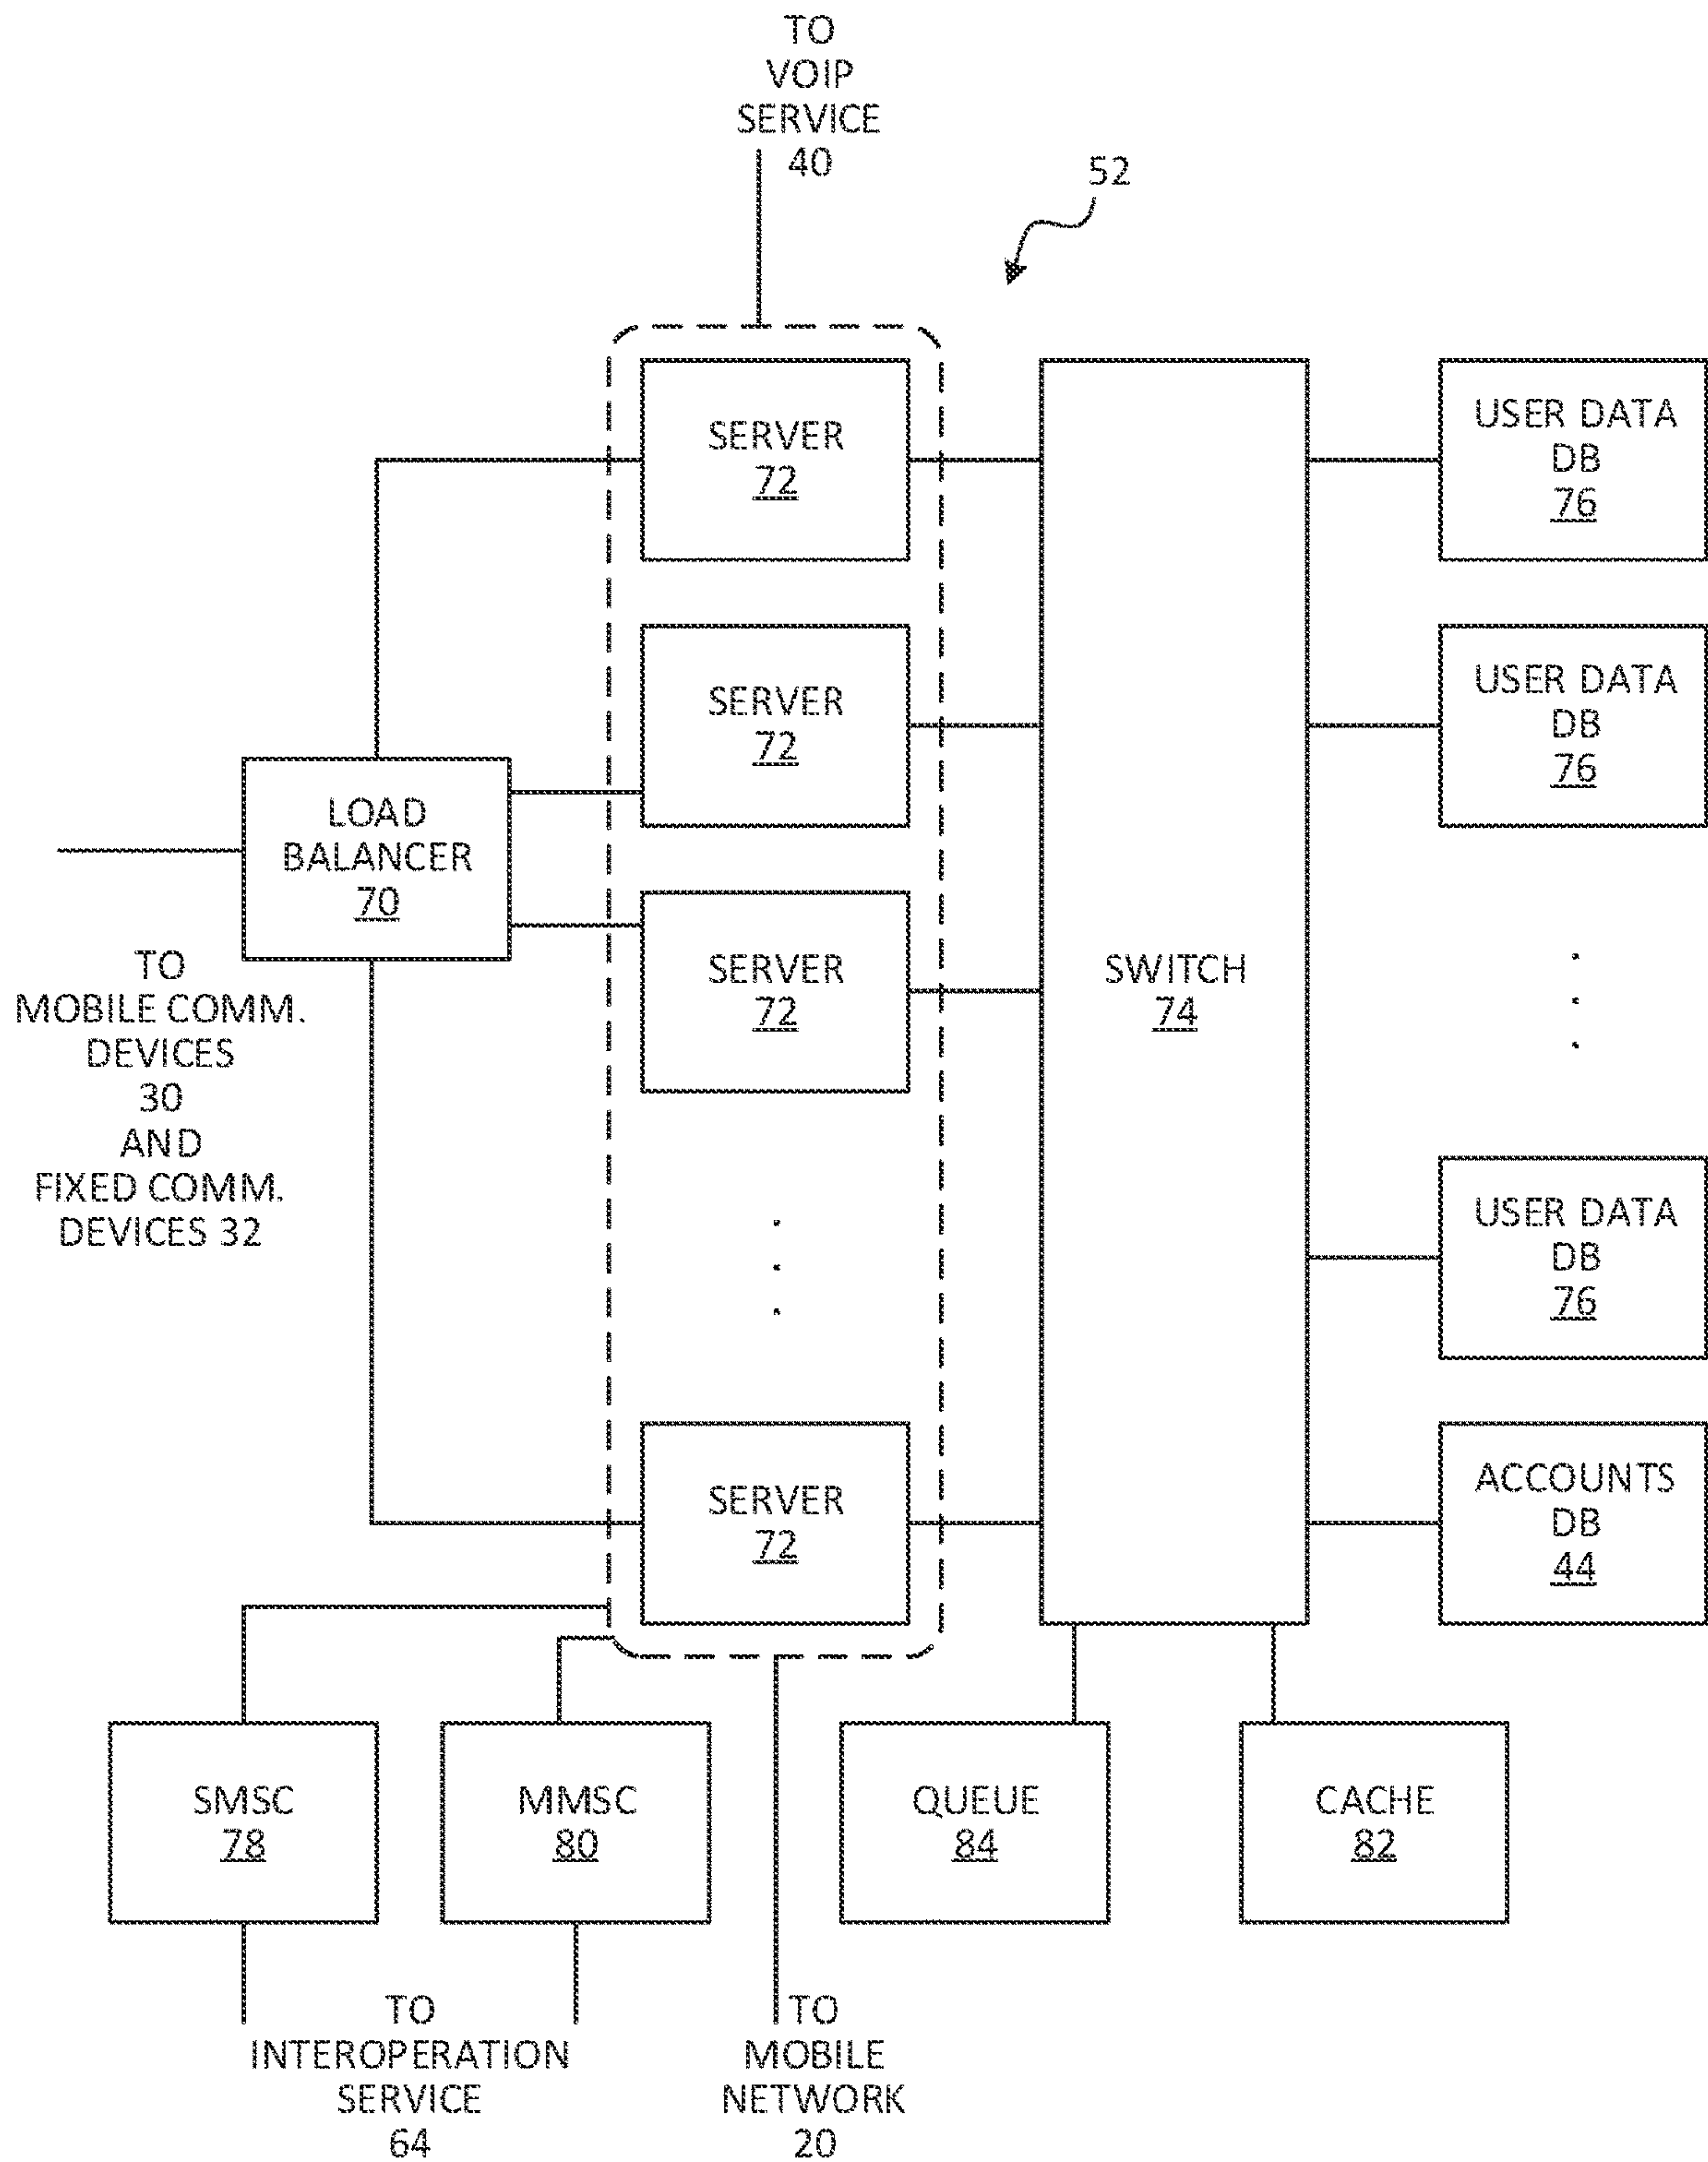 TO
VOIP
SERVICE
40
52
SERVER
72
USER DATA
DB
76
SERVER
72
USER DATA
DB
76
LOAD
BALANCER
70
TO
MOBILE COMM.
DEVICES
30
AND
FIXED COMM.
DEVICES 32
SERVER
72
SWITCH
74
USER DATA
DB
76
SERVER
72
ACCOUNTS
DB
44
SMSC
78
MMSC
80
QUEUE
84
CACHE
82
TO
INTEROPERATION
SERVICE
64
TO
MOBILE
NETWORK
20